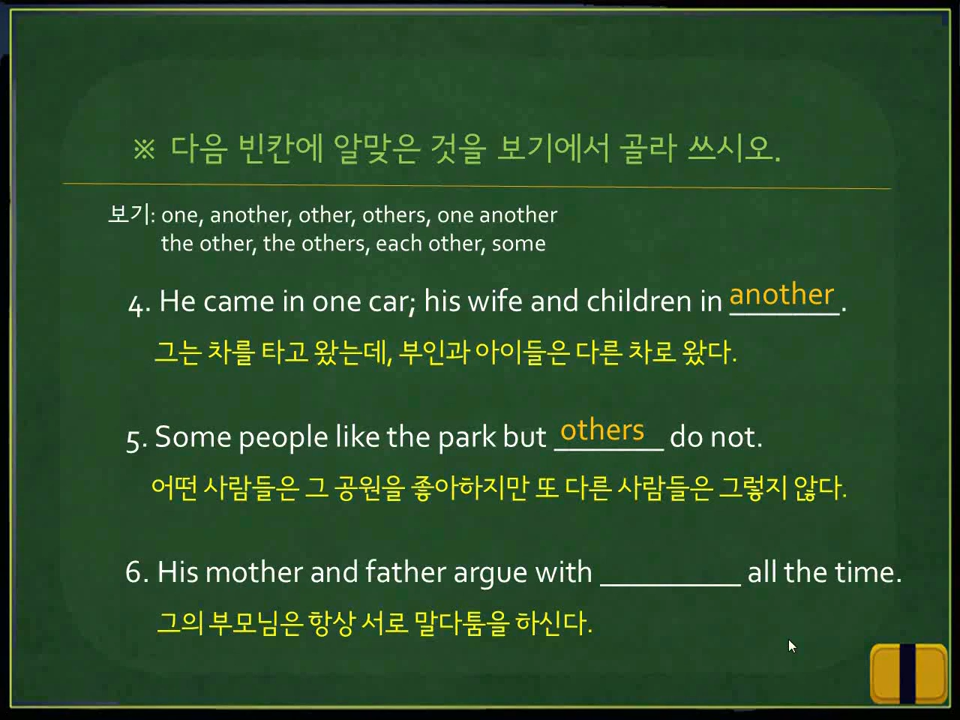 ※ 다음 빈칸에 알맞은 것을 보기에서 골라 쓰시오.
보기: one, another, other, others, one another
the other, the others, each other, some
4. He came in one car; his wife and children in another.
그는 차를 타고 왔는데, 부인과 아이들은 다른 차로 왔다.
5. Some people like the park but others do not.
어떤 사람들은 그 공원을 좋아하지만 또 다른 사람들은 그렇지 않다.
6. His mother and father argue with _________ all the time.
그의 부모님은 항상 서로 말다툼을 하신다.